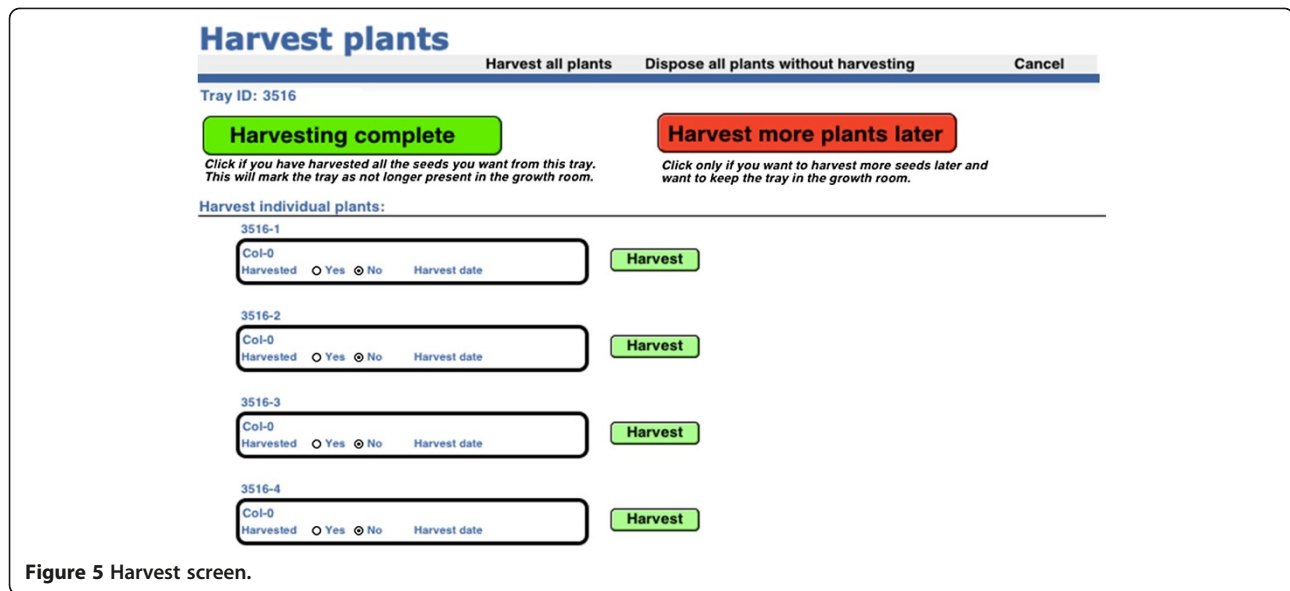 Harvest plants
Harvest all plants Dispose all plants without harvesting Cancel
Tray ID: 3516
Harvesting complete
Click if you have harvested all the seeds you want from this tray.
This will mark the tray as not longer present in the growth room.
Harvest more plants later
Click only if you want to harvest more seeds later and
want to keep the tray in the growth room.
Harvest individual plants:
3516-1
Col-0
Harvested Yes No Harvest date
Harvest
3516-2
Col-0
Harvested Yes No Harvest date
Harvest
3516-3
Col-0
Harvested Yes No Harvest date
Harvest
3516-4
Col-0
Harvested Yes No Harvest date
Harvest
Figure 5 Harvest screen.